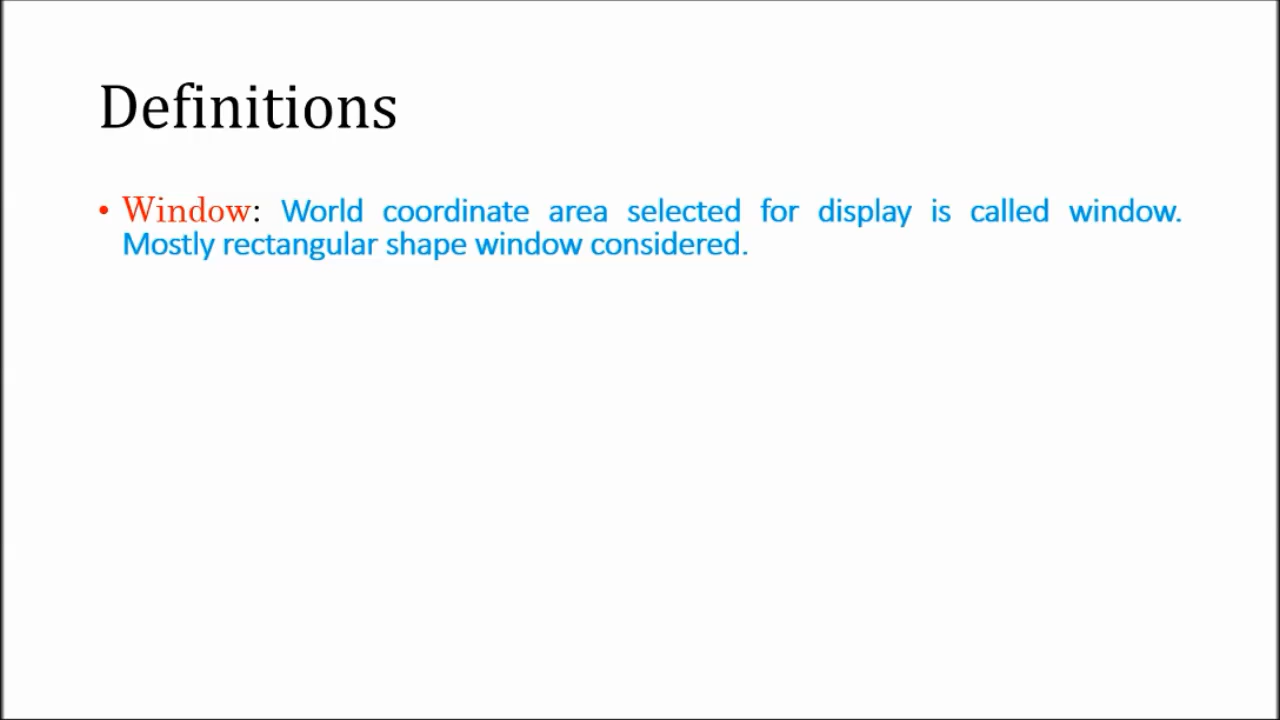 Definitions
• Window: World coordinate area selected for display is called window.
Mostly rectangular shape window considered.